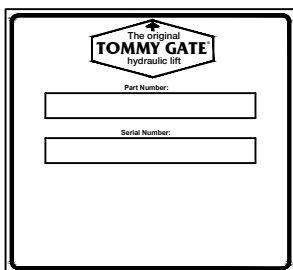 The original
TOMMY GATE®
hydraulic lift
Part Number:
Serial Number: